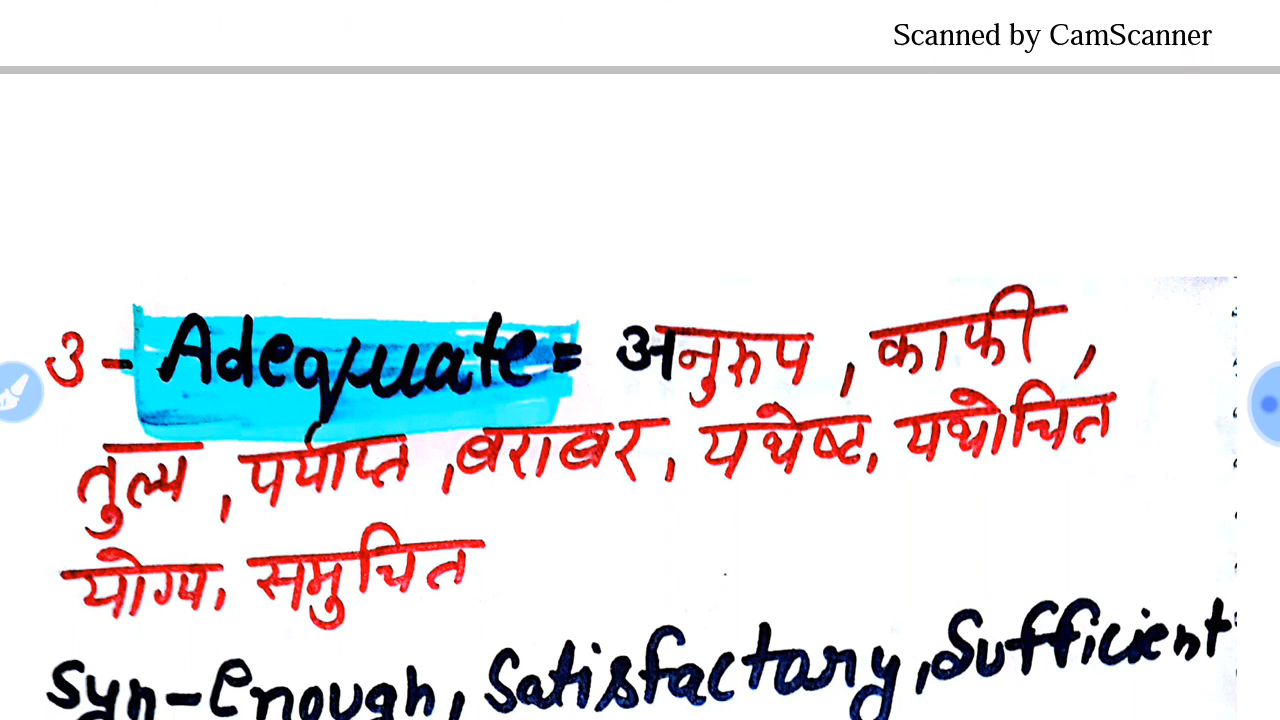 Scanned by CamScanner
3 - Adequate = अनुरुप , काफी ,
तुल्य , पर्याप्त , बराबर , यथेष्ट, यथोचित
योग्य, समुचित
Syn-Enough, Satisfactory, Sufficient